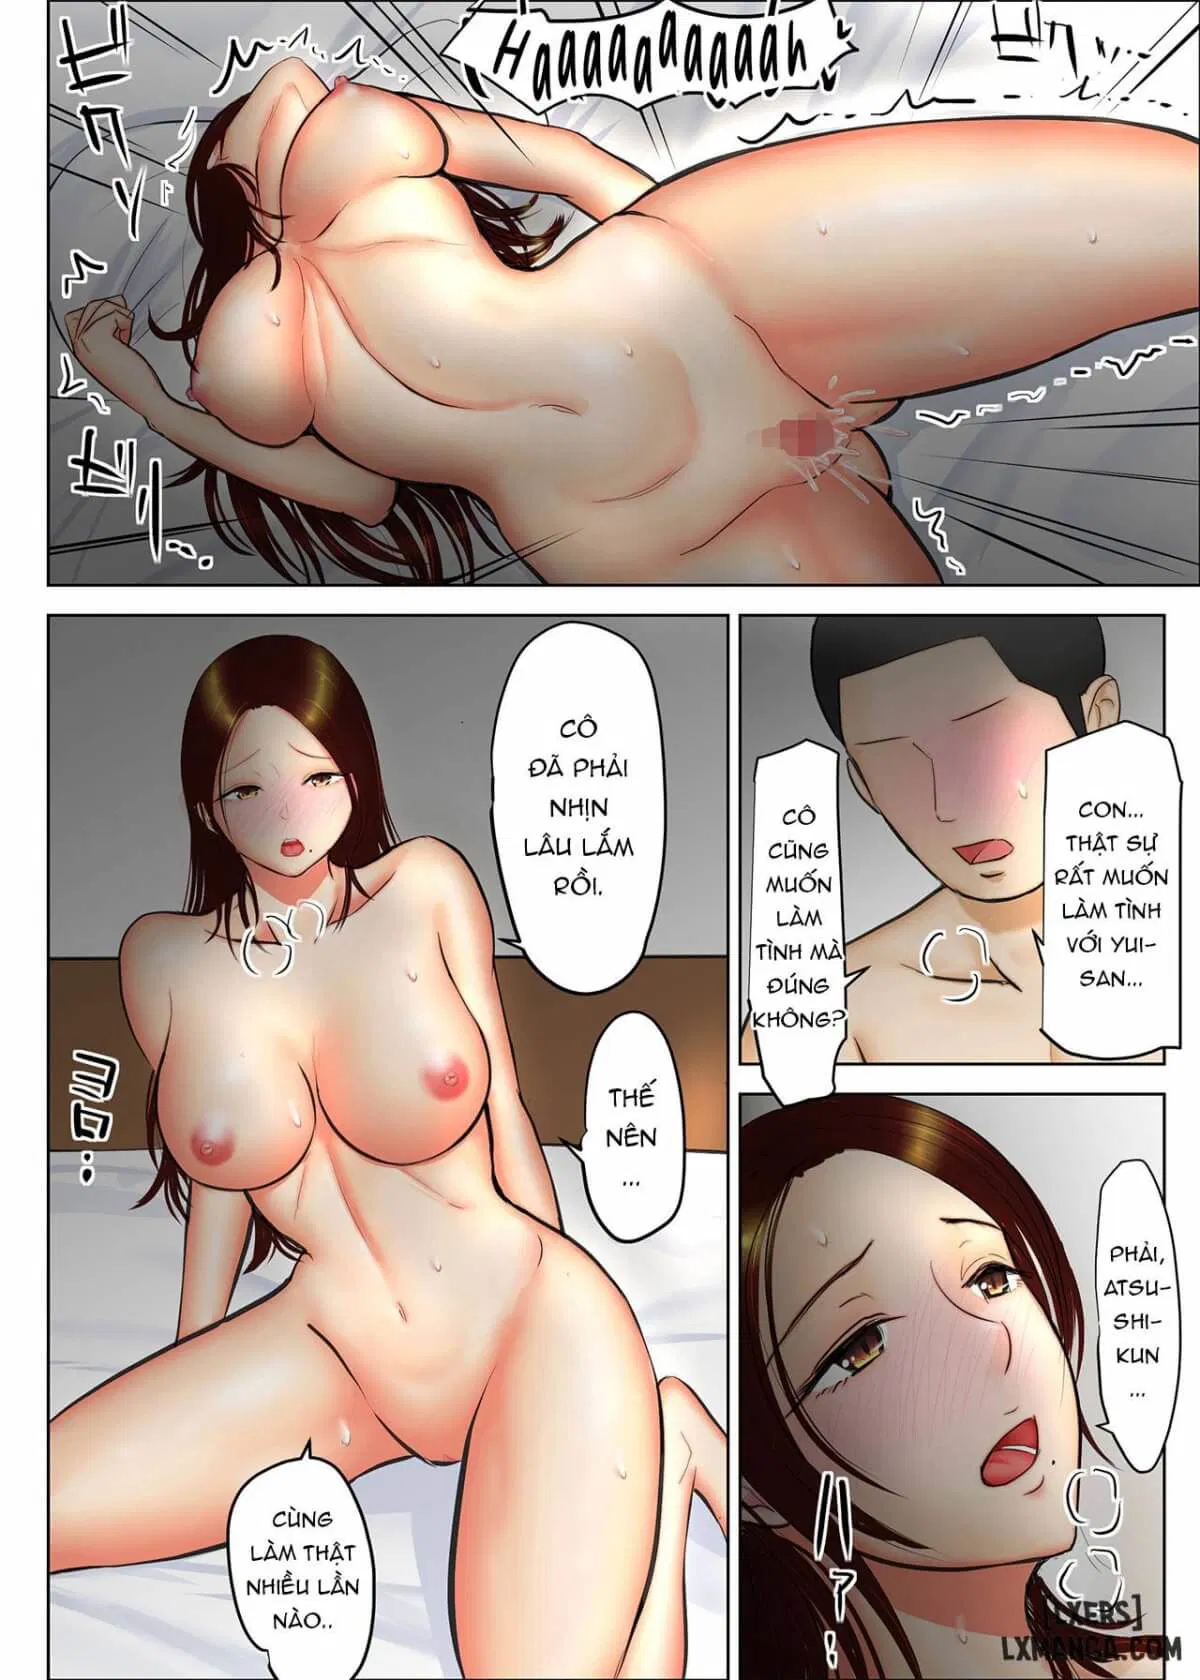 Haaaaaaaaaah
CON...
THẬT SỰ
RẤT MUỐN
LÀM TÌNH
VỚI YUI-
SAN...
CÔ
CŨNG
MUỐN
LÀM
TÌNH MÀ
ĐÚNG
KHÔNG?
PHẢI,
ATSU-
SHI-
KUN
...
CÔ
ĐÃ PHẢI
NHỊN
LÂU LẮM
RỒI.
THẾ
NÊN
...
CÙNG
LÀM THẬT
NHIỀU LẦN
NÀO..
[LXERS]
LXMANGA.COM